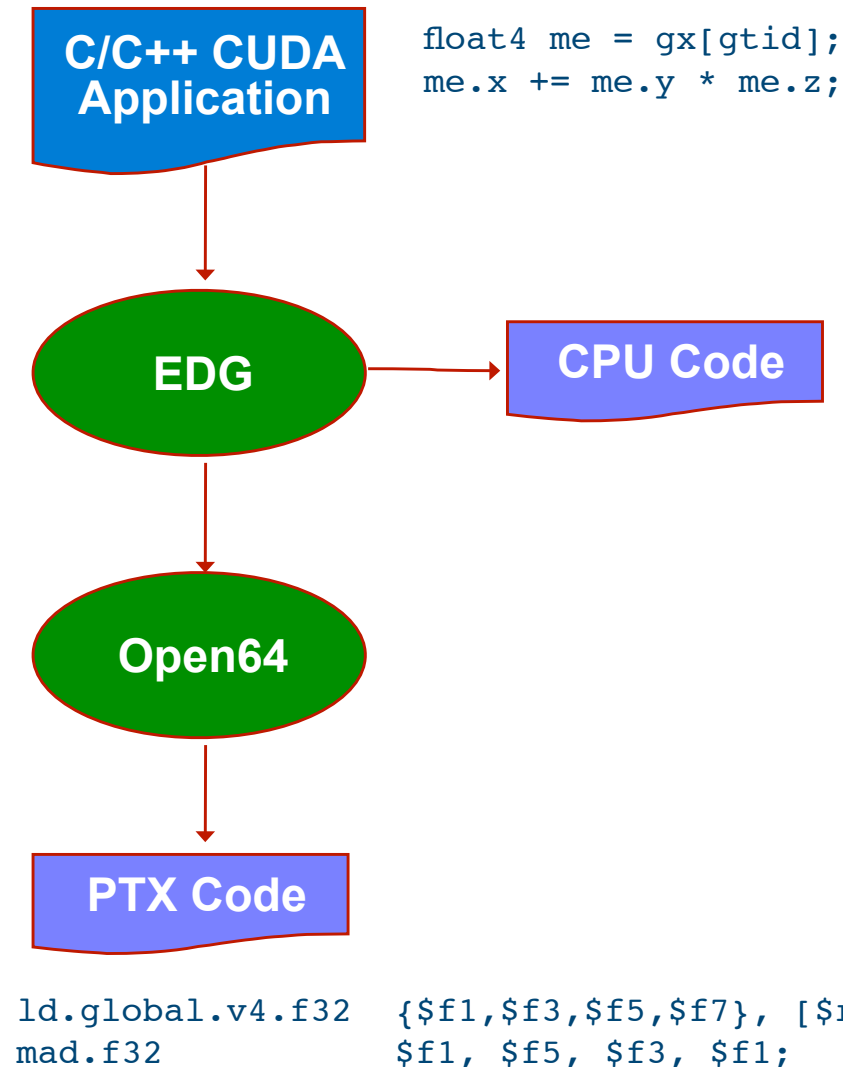 C/C++ CUDA
Application
float4 me = gx[gtid];
me.x += me.y * me.z;
EDG
CPU Code
Open64
PTX Code
ld.global.v4.f32 {$f1,$f3,$f5,$f7}, 
mad.f32 $f1, $f5, $f3, $f1;